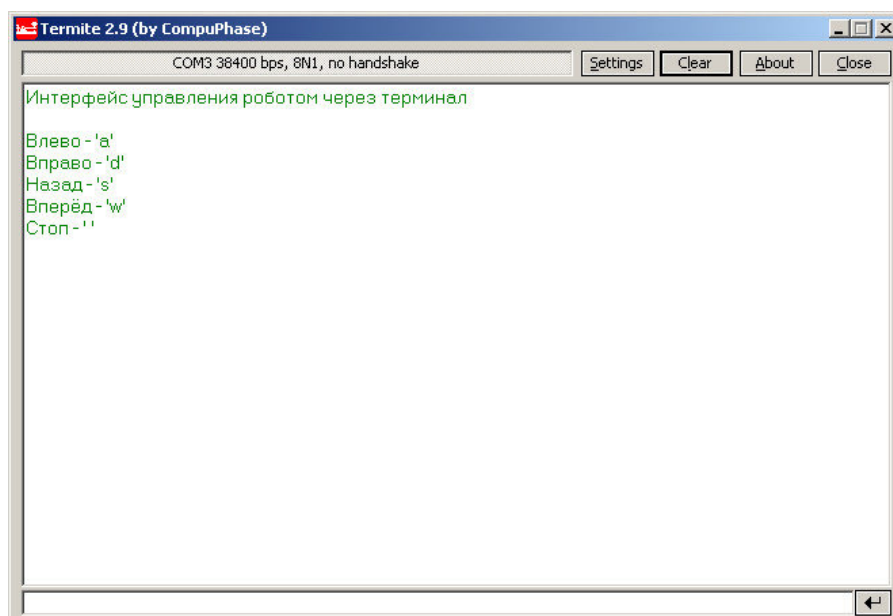 Termite 2.9 (by CompuPhase)
COM3 38400 bps, 8N1, no handshake
Settings
Clear
About
Close
Интерфейс управления роботом через терминал
Влево - 'a'
Вправо - 'd'
Назад - 's'
Вперёд - 'w'
Стоп - ' '